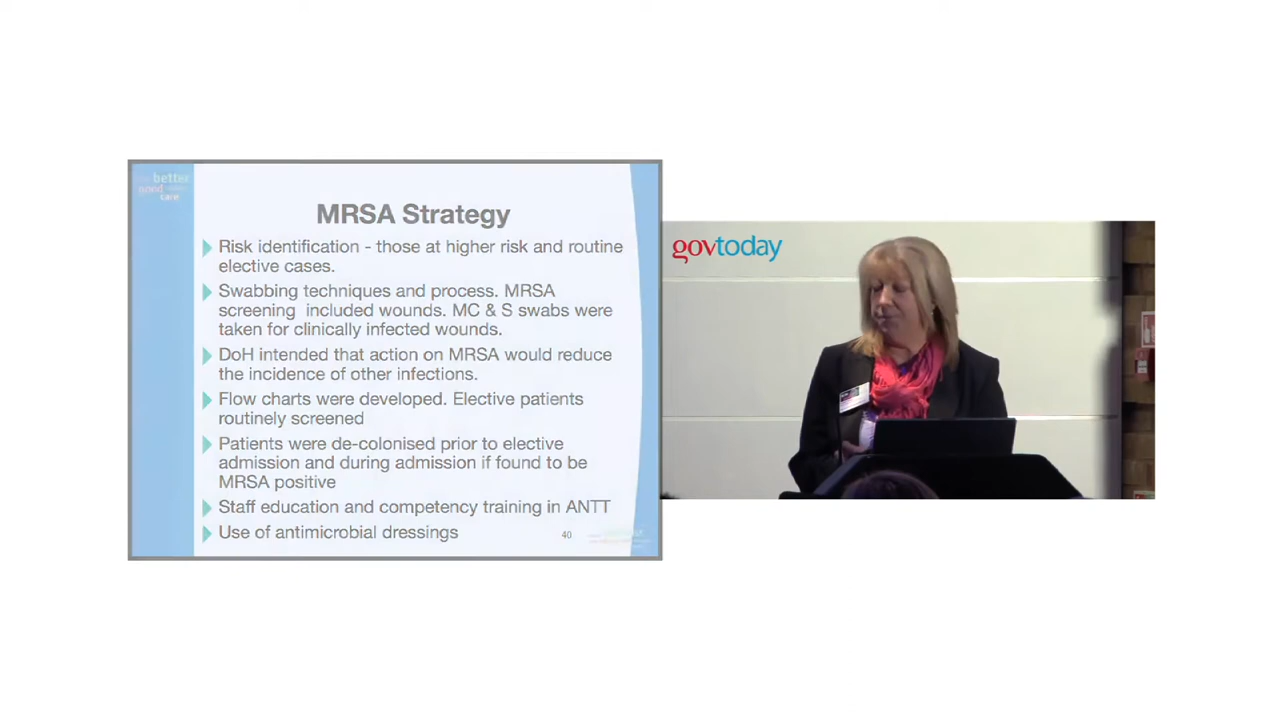 better
care
MRSA Strategy
Risk identification - those at higher risk and routine
elective cases.
Swabbing techniques and process. MRSA
screening included wounds. MC & S swabs were
taken for clinically infected wounds.
DoH intended that action on MRSA would reduce
the incidence of other infections.
Flow charts were developed. Elective patients
routinely screened
Patients were de-colonised prior to elective
admission and during admission if found to be
MRSA positive
Staff education and competency training in ANTT
Use of antimicrobial dressings
40
govtoday